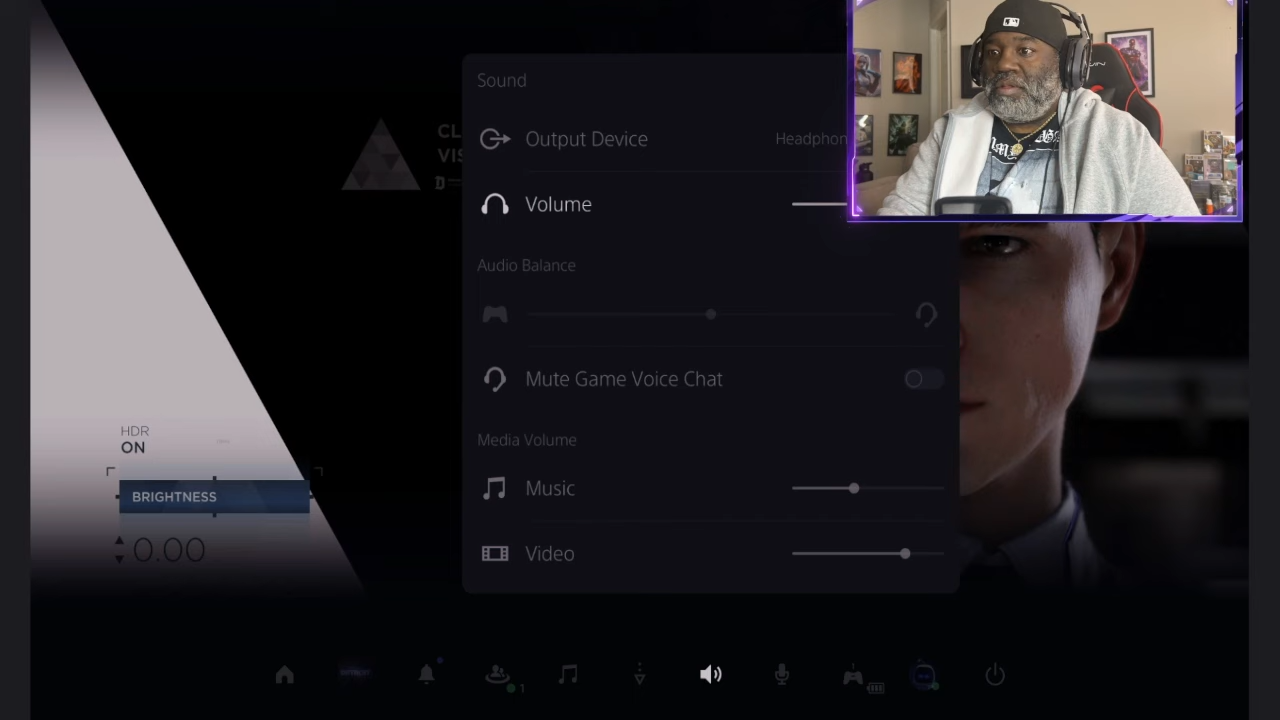 Sound
Output Device
Volume
Audio Balance
Mute Game Voice Chat
Media Volume
Music
Video
HDR
ON
BRIGHTNESS
0.00
1